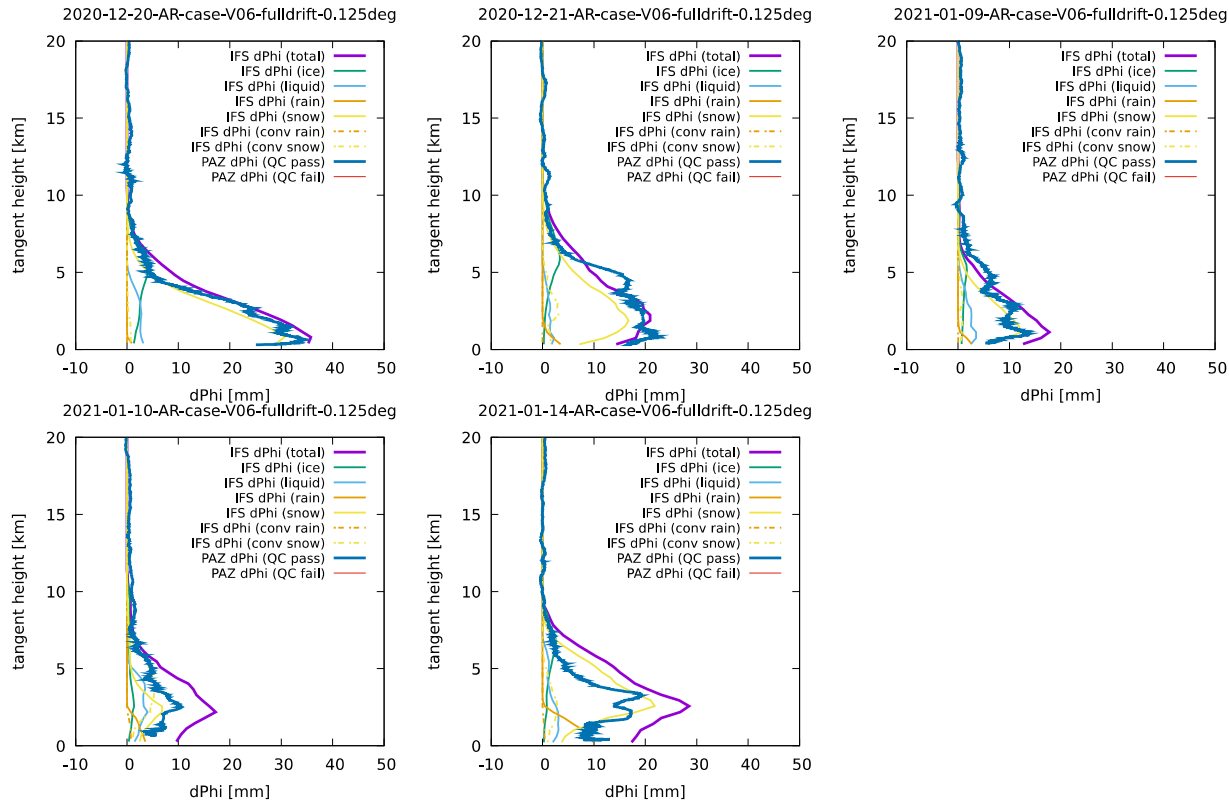 2020-12-20-AR-case-V06-fulldrift-0.125deg
20
15
10
5
0
tangent height [km]
IFS dPhi (total)
IFS dPhi (ice)
IFS dPhi (liquid)
IFS dPhi (rain)
IFS dPhi (snow)
IFS dPhi (conv rain)
IFS dPhi (conv snow)
PAZ dPhi (QC pass)
PAZ dPhi (QC fail)
-10 0 10 20 30 40 50
dPhi [mm]
2020-12-21-AR-case-V06-fulldrift-0.125deg
20
15
10
5
0
tangent height [km]
IFS dPhi (total)
IFS dPhi (ice)
IFS dPhi (liquid)
IFS dPhi (rain)
IFS dPhi (snow)
IFS dPhi (conv rain)
IFS dPhi (conv snow)
PAZ dPhi (QC pass)
PAZ dPhi (QC fail)
-10 0 10 20 30 40 50
dPhi [mm]
2021-01-09-AR-case-V06-fulldrift-0.125deg
20
15
10
5
0
tangent height [km]
IFS dPhi (total)
IFS dPhi (ice)
IFS dPhi (liquid)
IFS dPhi (rain)
IFS dPhi (snow)
IFS dPhi (conv rain)
IFS dPhi (conv snow)
PAZ dPhi (QC pass)
PAZ dPhi (QC fail)
-10 0 10 20 30 40 50
dPhi [mm]
2021-01-10-AR-case-V06-fulldrift-0.125deg
20
15
10
5
0
tangent height [km]
IFS dPhi (total)
IFS dPhi (ice)
IFS dPhi (liquid)
IFS dPhi (rain)
IFS dPhi (snow)
IFS dPhi (conv rain)
IFS dPhi (conv snow)
PAZ dPhi (QC pass)
PAZ dPhi (QC fail)
-10 0 10 20 30 40 50
dPhi [mm]
2021-01-14-AR-case-V06-fulldrift-0.125deg
20
15
10
5
0
tangent height [km]
IFS dPhi (total)
IFS dPhi (ice)
IFS dPhi (liquid)
IFS dPhi (rain)
IFS dPhi (snow)
IFS dPhi (conv rain)
IFS dPhi (conv snow)
PAZ dPhi (QC pass)
PAZ dPhi (QC fail)
-10 0 10 20 30 40 50
dPhi [mm]